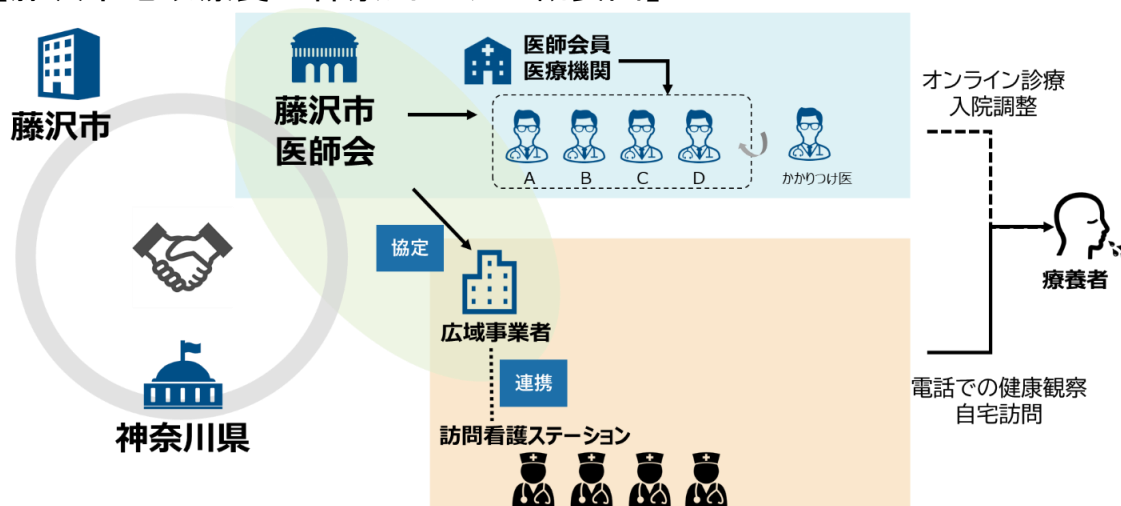 藤沢市
藤沢市
医師会
医師会員
医療機関
A
B
C
D
かかりつけ医
オンライン診療
入院調整
協定
広域事業者
連携
訪問看護ステーション
神奈川県
療養者
電話での健康観察
自宅訪問